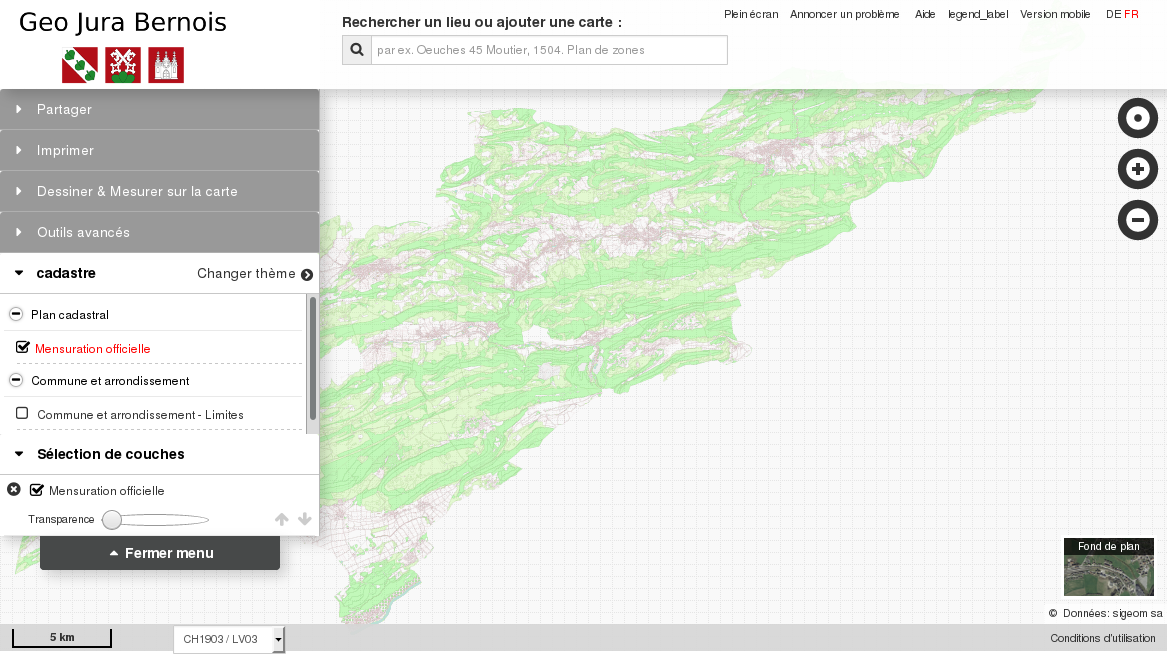 Geo Jura Bernois
Rechercher un lieu ou ajouter une carte :
par ex. Oeuches 45 Moutier, 1504. Plan de zones
Plein écran Annoncer un problème Aide legend_label Version mobile DE FR
Partager
Imprimer
Dessiner & Mesurer sur la carte
Outils avancés
cadastre Changer thème
Plan cadastral
Mensuration officielle
Commune et arrondissement
Commune et arrondissement - Limites
Sélection de couches
Mensuration officielle
Transparence
Fermer menu
Fond de plan
© Données: sigeom sa
5 km
CH1903 / LV03
Conditions d'utilisation